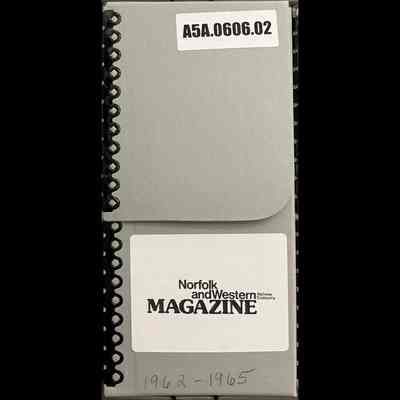 A5A.0606.02
Norfolk
and Western Railway
Company
MAGAZINE
1962 - 1965